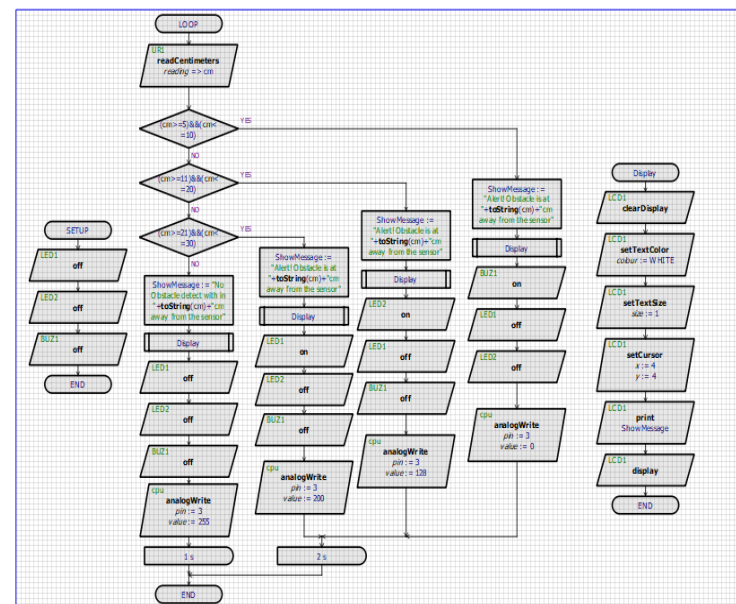 LOOP
UR1
readCentimeters
reading => cm
(cm>=5)&&(cm<
=10)
YES
NO
(cm>=11)&&(cm<
=20)
YES
NO
(cm>=21)&&(cm<
=30)
YES
NO
SETUP
LED1
off
LED2
off
BUZ1
off
END
ShowMessage := "No
Obstacle detect with in
"+toString(cm)+"cm
away from the sensor"
Display
LED1
off
LED2
off
BUZ1
off
cpu
analogWrite
pin := 3
value := 255
1 s
END
ShowMessage :=
"Alert! Obstacle is at
"+toString(cm)+"cm
away from the sensor"
Display
LED1
on
LED2
off
BUZ1
off
cpu
analogWrite
pin := 3
value := 200
2 s
ShowMessage :=
"Alert! Obstacle is at
"+toString(cm)+"cm
away from the sensor"
Display
LED2
on
LED1
off
BUZ1
off
cpu
analogWrite
pin := 3
value := 128
ShowMessage :=
"Alert! Obstacle is at
"+toString(cm)+"cm
away from the sensor"
Display
BUZ1
on
LED1
off
LED2
off
cpu
analogWrite
pin := 3
value := 0
Display
LCD1
clearDisplay
LCD1
setTextColor
colour := WHITE
LCD1
setTextSize
size := 1
LCD1
setCursor
x := 4
y := 4
LCD1
print
ShowMessage
LCD1
display
END